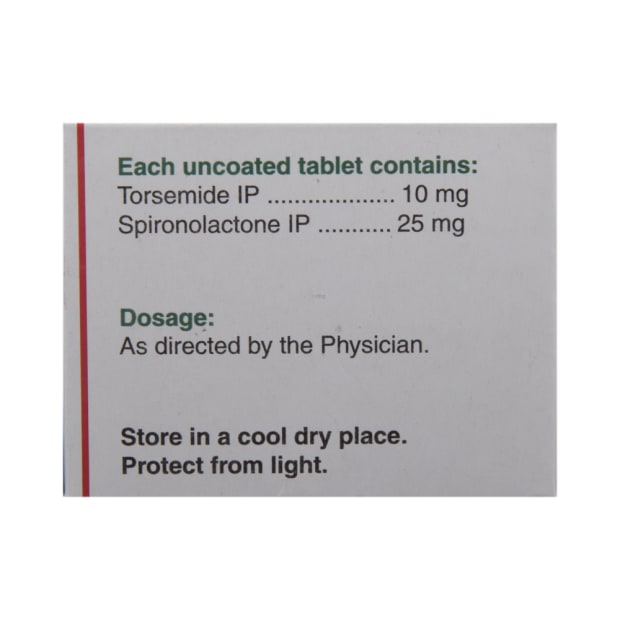 Each uncoated tablet contains:
Torsemide IP ................... 10 mg
Spironolactone IP ........... 25 mg
Dosage:
As directed by the Physician.
Store in a cool dry place.
Protect from light.